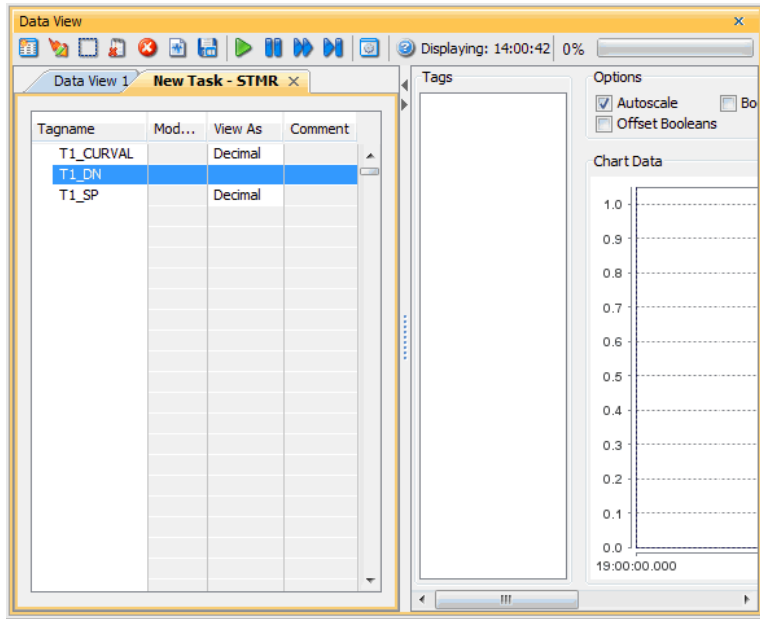 Data View
Displaying: 14:00:42 0%
Data View 1 New Task - STMR
Tagname Mod... View As Comment
T1_CURVAL Decimal
T1_DN
T1_SP Decimal
Tags
Options
Autoscale Bo
Offset Booleans
Chart Data
1.0
0.9
0.8
0.7
0.6
0.5
0.4
0.3
0.2
0.1
0.0
19:00:00.000